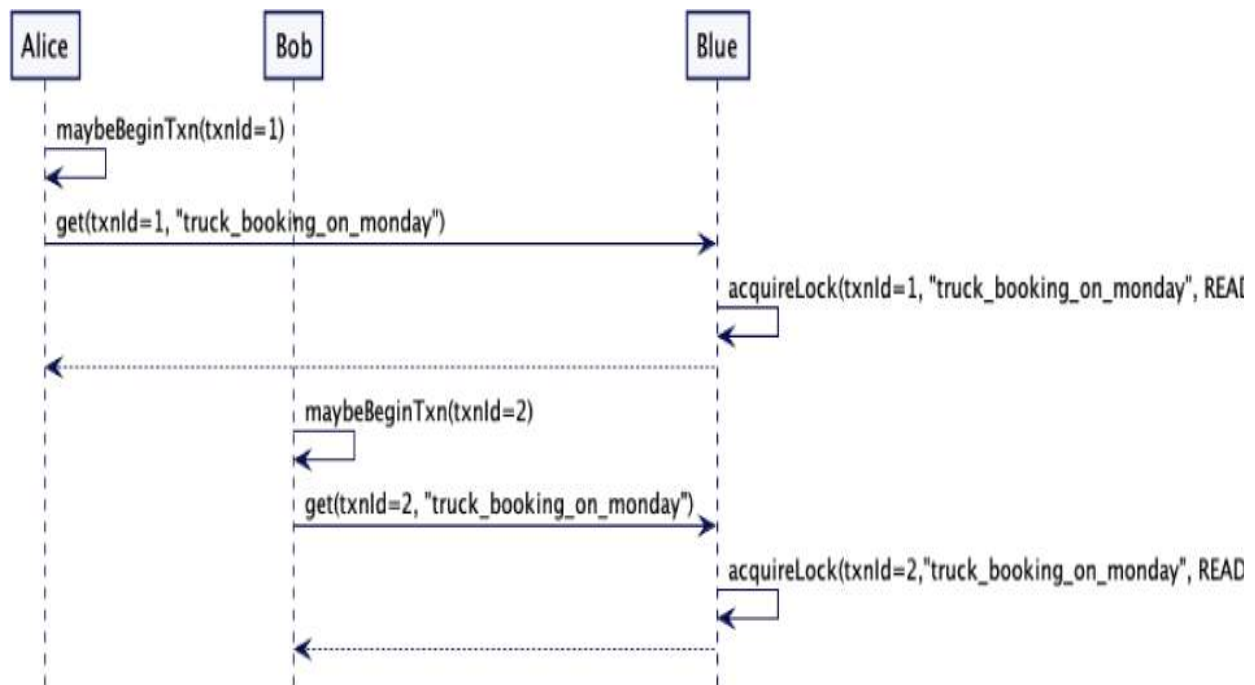 Alice
Bob
Blue
maybeBeginTxn(txnId=1)
get(txnId=1, "truck_booking_on_monday")
acquireLock(txnId=1, "truck_booking_on_monday", READ
maybeBeginTxn(txnId=2)
get(txnId=2, "truck_booking_on_monday")
acquireLock(txnId=2,"truck_booking_on_monday", READ